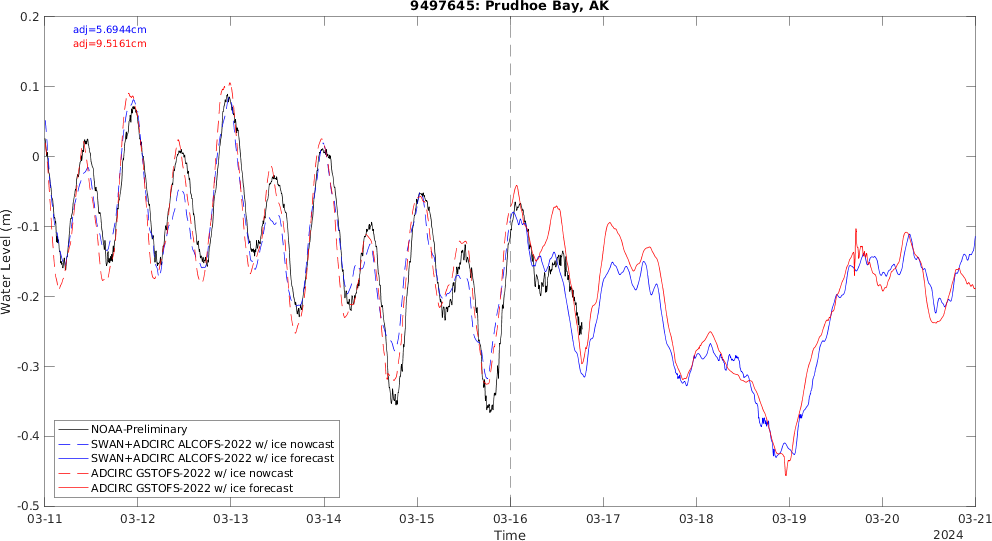 9497645: Prudhoe Bay, AK
adj=5.6944cm
adj=9.5161cm
0.2
0.1
0
-0.1
-0.2
-0.3
-0.4
-0.5
Water Level (m)
NOAA-Preliminary
SWAN+ADCIRC ALCOFS-2022 w/ ice nowcast
SWAN+ADCIRC ALCOFS-2022 w/ ice forecast
ADCIRC GSTOFS-2022 w/ ice nowcast
ADCIRC GSTOFS-2022 w/ ice forecast
03-11 03-12 03-13 03-14 03-15 03-16 03-17 03-18 03-19 03-20 03-21
Time
2024